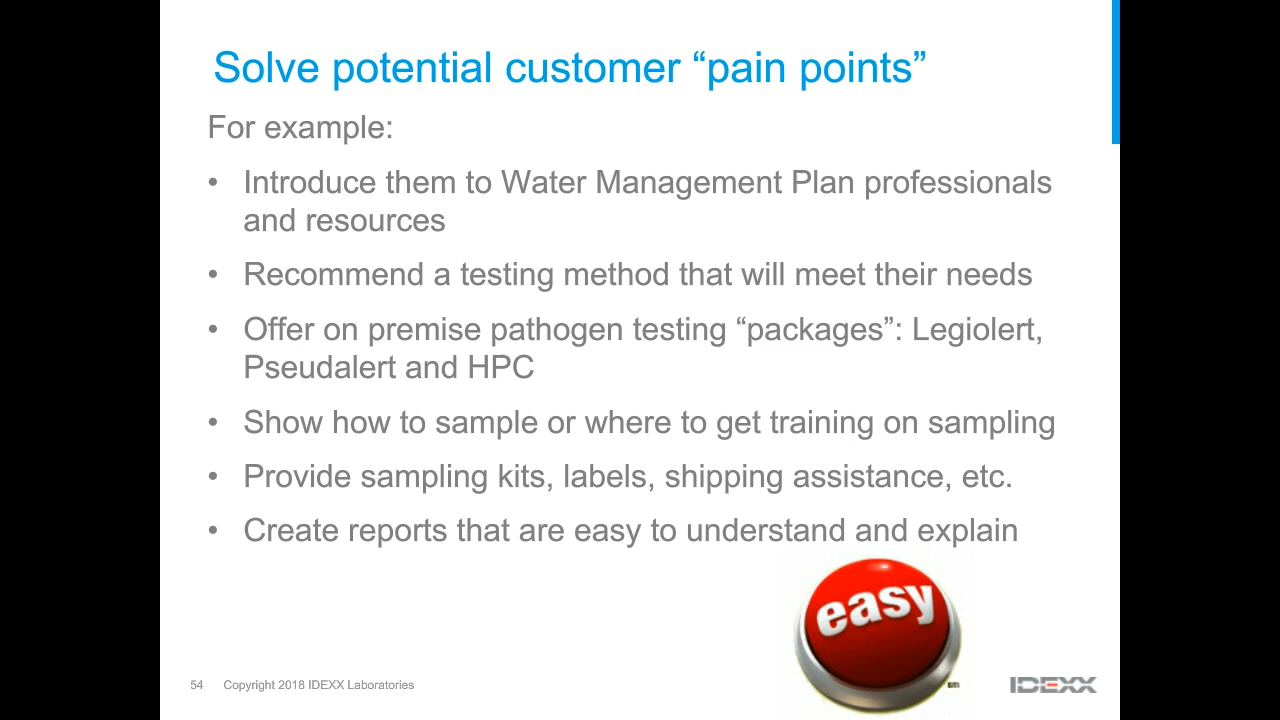 Solve potential customer “pain points”
For example:
• Introduce them to Water Management Plan professionals
and resources
• Recommend a testing method that will meet their needs
• Offer on premise pathogen testing “packages”: Legiolert,
Pseudalert and HPC
• Show how to sample or where to get training on sampling
• Provide sampling kits, labels, shipping assistance, etc.
• Create reports that are easy to understand and explain
easy
sm
54 Copyright 2018 IDEXX Laboratories
IDEXX